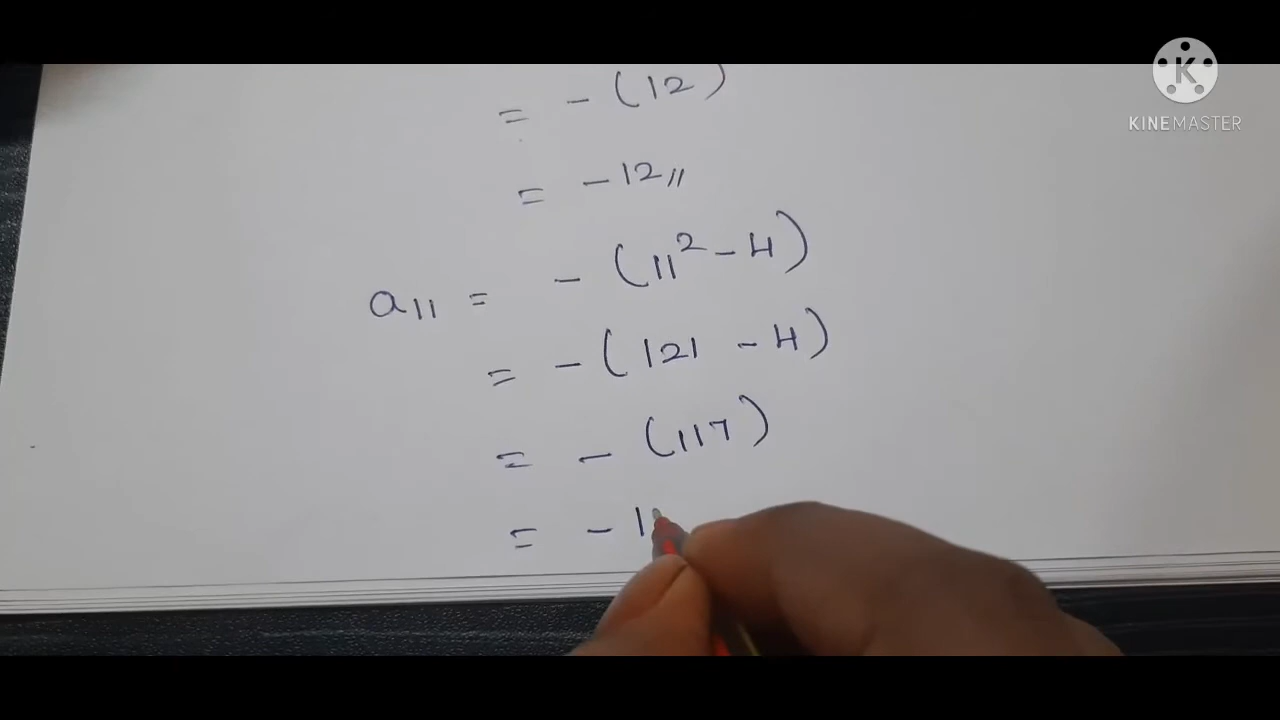 = - (12)
KINEMASTER
= -12 //
a11 = - (11² - 4)
= - (121 - 4)
= - (117)
= - 1